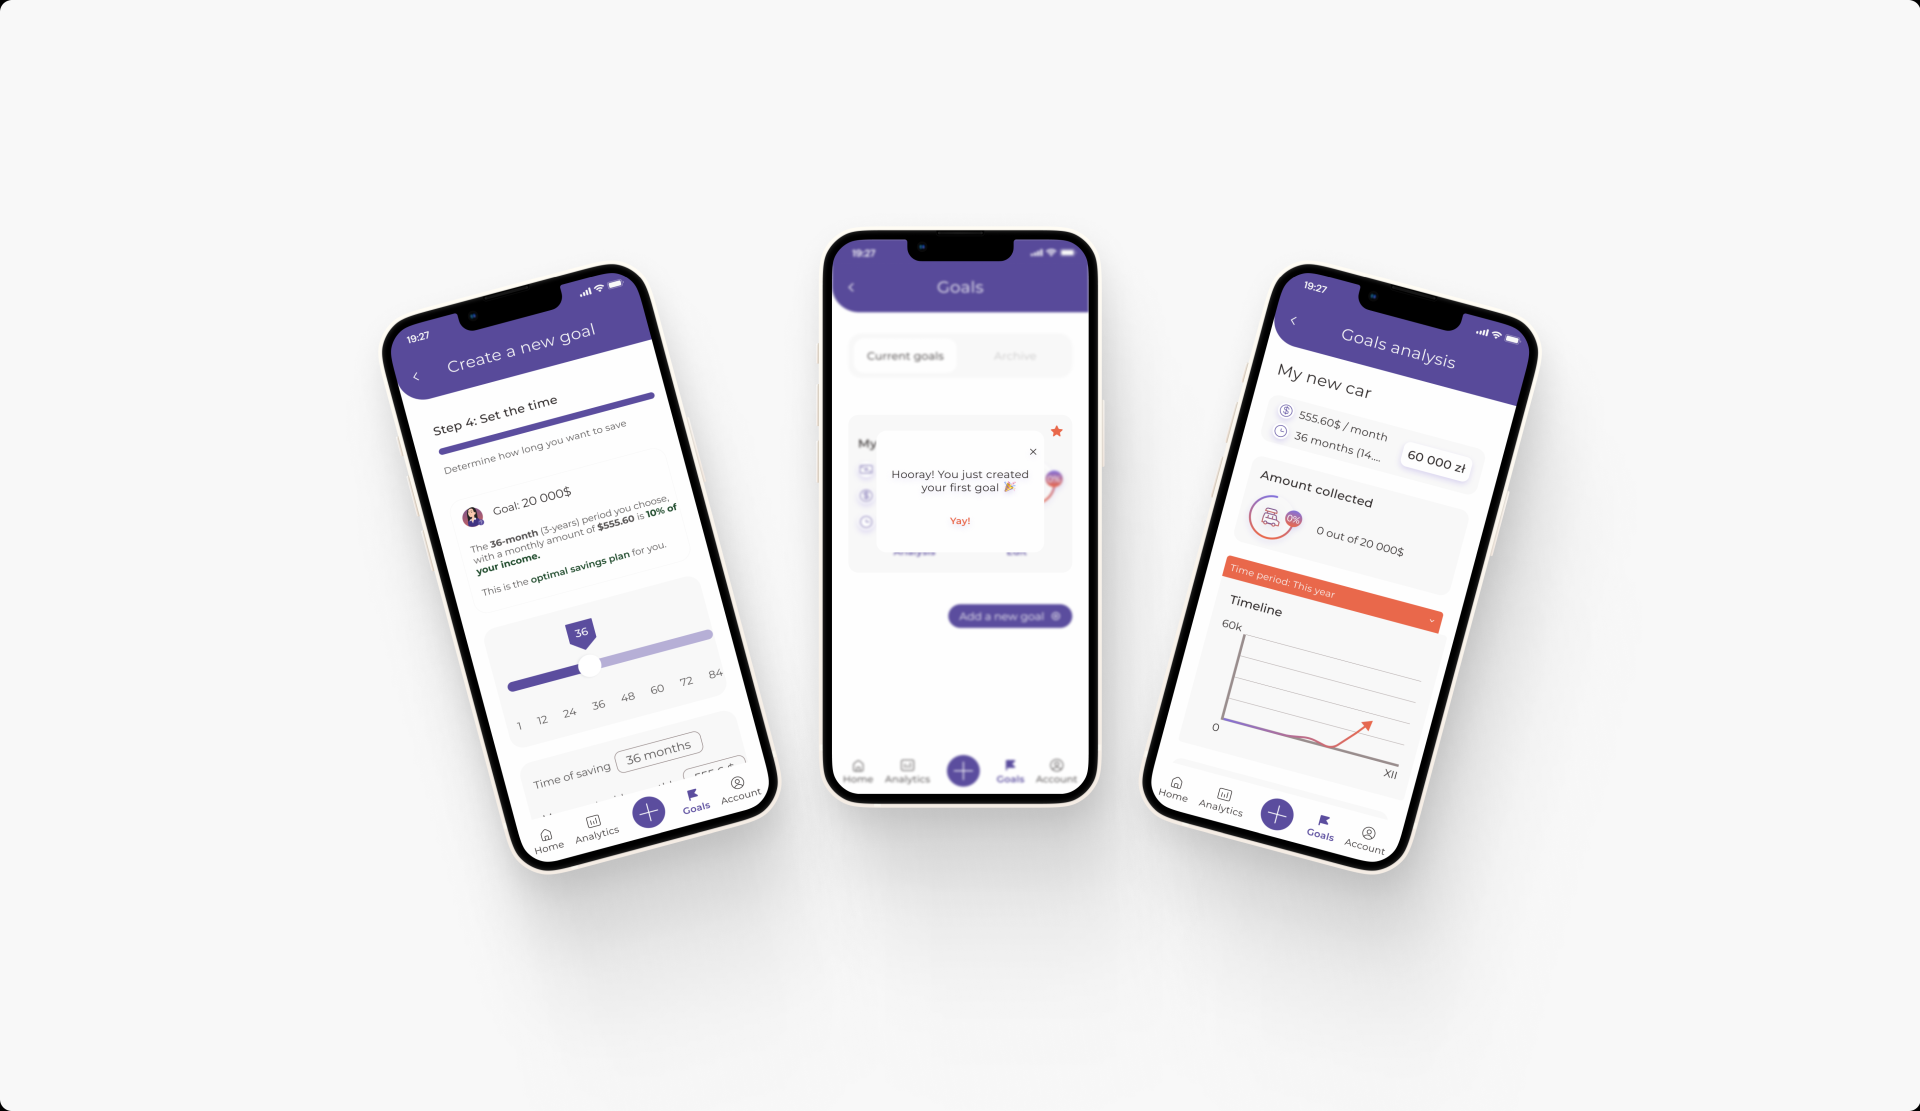 19:27
Create a new goal
Step 4: Set the time
Determine how long you want to save
Goal: 20 000$
The 36-month (3-years) period you choose,
with a monthly amount of $555.60 is 10% of
your income.
This is the optimal savings plan for you.
36
1 12 24 36 48 60 72 84
Time of saving 36 months
Home Analytics Goals Account
19:27
Goals
Current goals Archive
My
0%
Hooray! You just created
your first goal 🎉
Yay!
Analysis Edit
Add a new goal
Home Analytics Goals Account
19:27
Goals analysis
My new car
555.60$ / month
36 months (14....
60 000 zł
Amount collected
0%
0 out of 20 000$
Time period: This year
Timeline
60k
0
XII
Home Analytics Goals Account